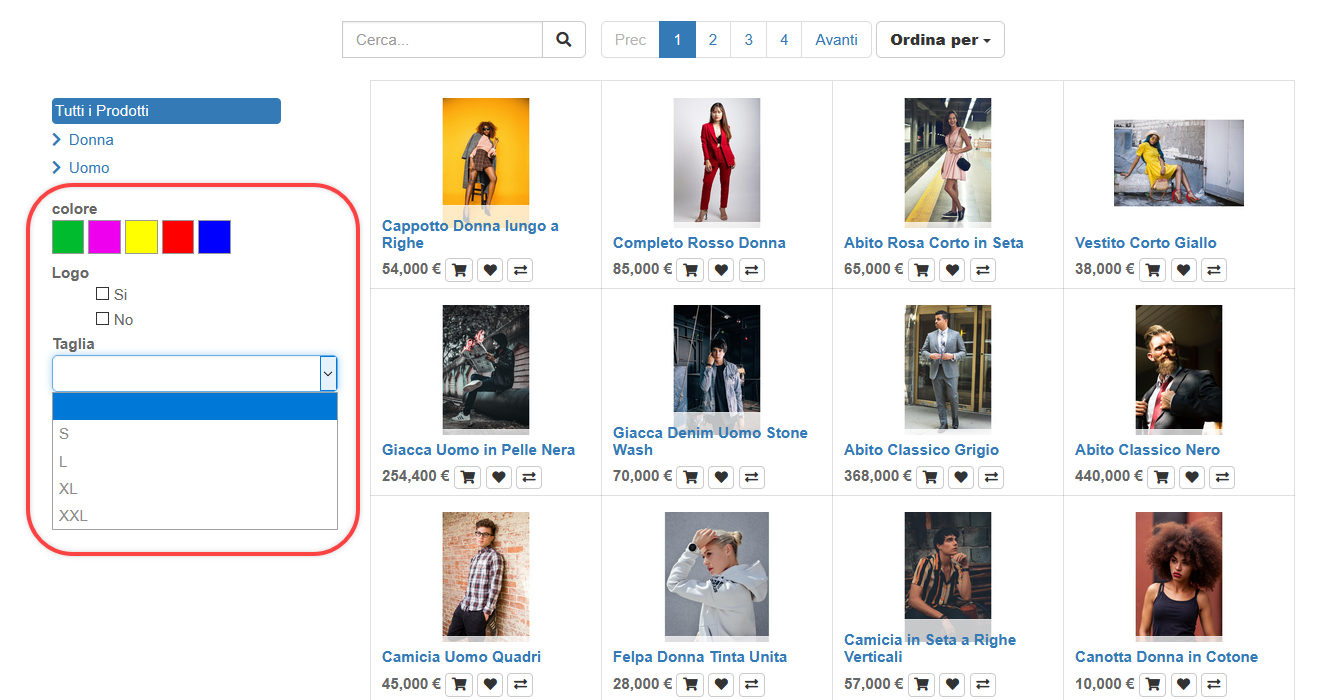 Cerca...
Prec 1 2 3 4 Avanti
Ordina per
Tutti i Prodotti
Donna
Uomo
colore
Logo
Si
No
Taglia
S
L
XL
XXL
Cappotto Donna lungo a
Righe
54,000 €
Completo Rosso Donna
85,000 €
Abito Rosa Corto in Seta
65,000 €
Vestito Corto Giallo
38,000 €
Giacca Uomo in Pelle Nera
254,400 €
Giacca Denim Uomo Stone
Wash
70,000 €
Abito Classico Grigio
368,000 €
Abito Classico Nero
440,000 €
Camicia Uomo Quadri
45,000 €
Felpa Donna Tinta Unita
28,000 €
Camicia in Seta a Righe
Verticali
57,000 €
Canotta Donna in Cotone
10,000 €